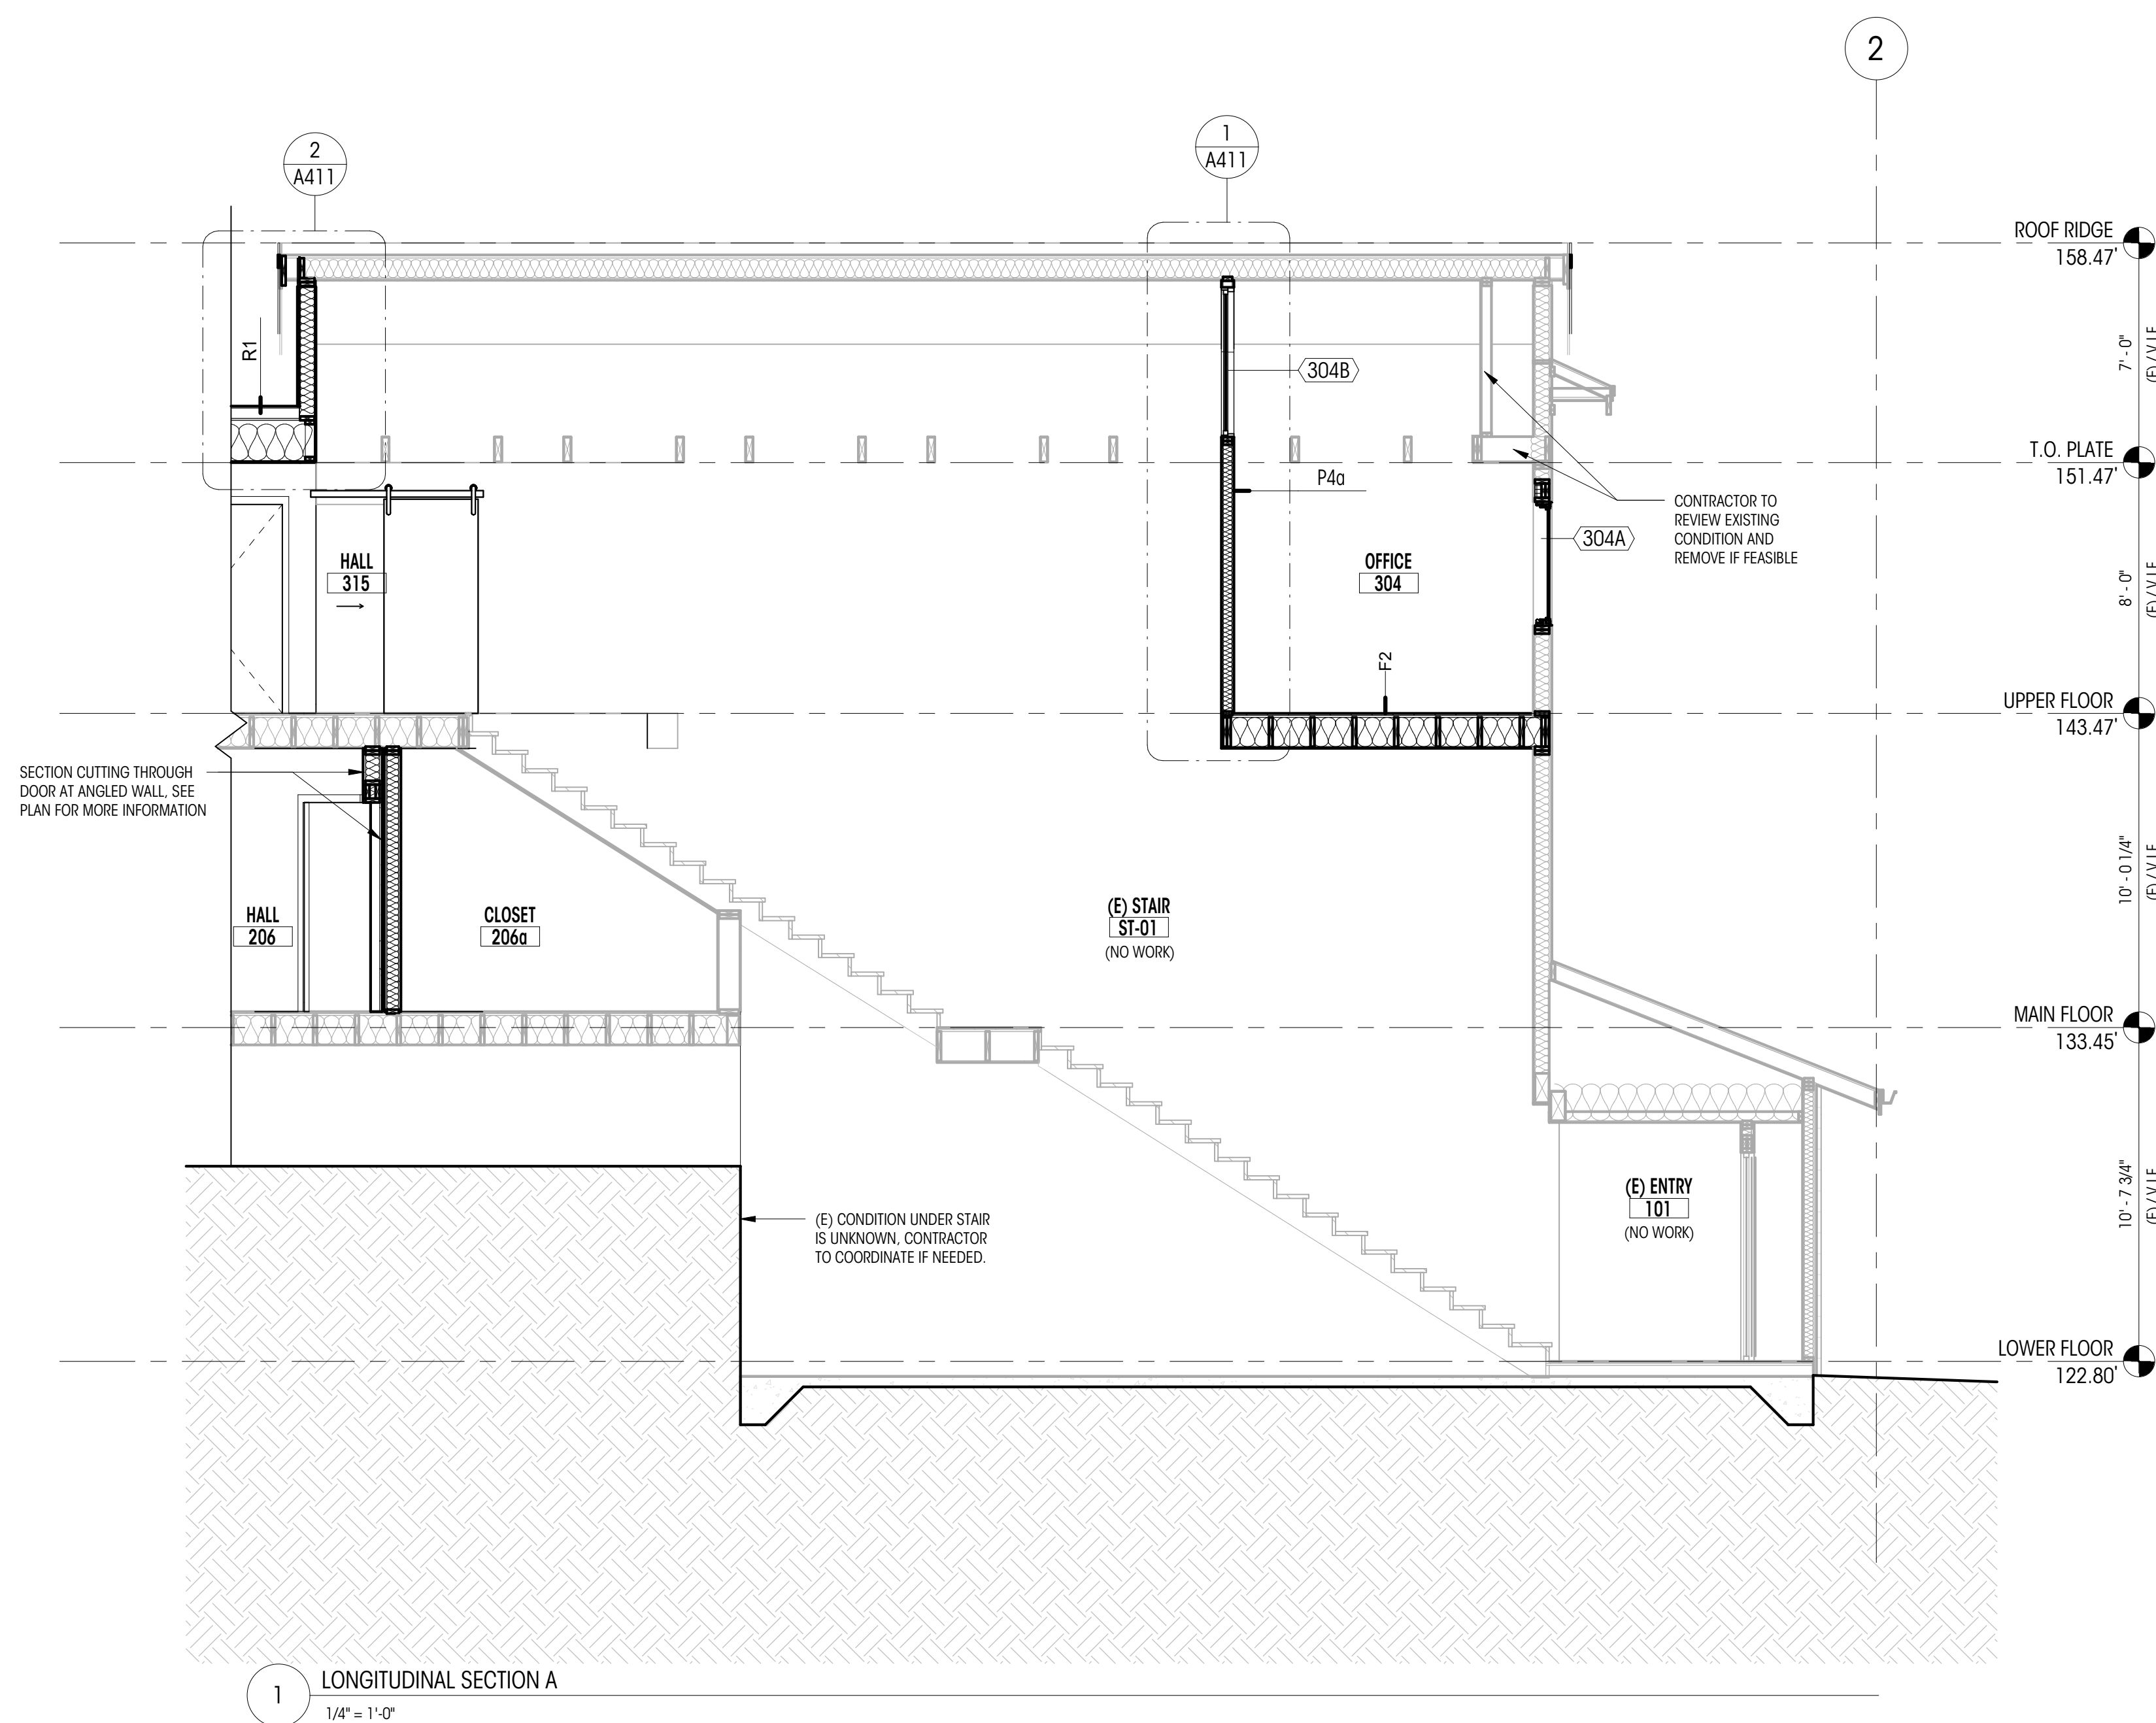 2
2
A411
1
A411
ROOF RIDGE
158.47'
7' - 0"
(E) / V.I.F.
R1
304B
T.O. PLATE
151.47'
P4a
CONTRACTOR TO
REVIEW EXISTING
CONDITION AND
REMOVE IF FEASIBLE
304A
HALL
315
OFFICE
304
8' - 0"
(E) / V.I.F.
F2
UPPER FLOOR
143.47'
SECTION CUTTING THROUGH
DOOR AT ANGLED WALL, SEE
PLAN FOR MORE INFORMATION
10' - 0 1/4"
(E) / V.I.F.
HALL
206
CLOSET
206a
(E) STAIR
ST-01
(NO WORK)
MAIN FLOOR
133.45'
10' - 7 3/4"
(E) / V.I.F.
(E) ENTRY
101
(NO WORK)
(E) CONDITION UNDER STAIR
IS UNKNOWN, CONTRACTOR
TO COORDINATE IF NEEDED.
LOWER FLOOR
122.80'
1
LONGITUDINAL SECTION A
1/4" = 1'-0"